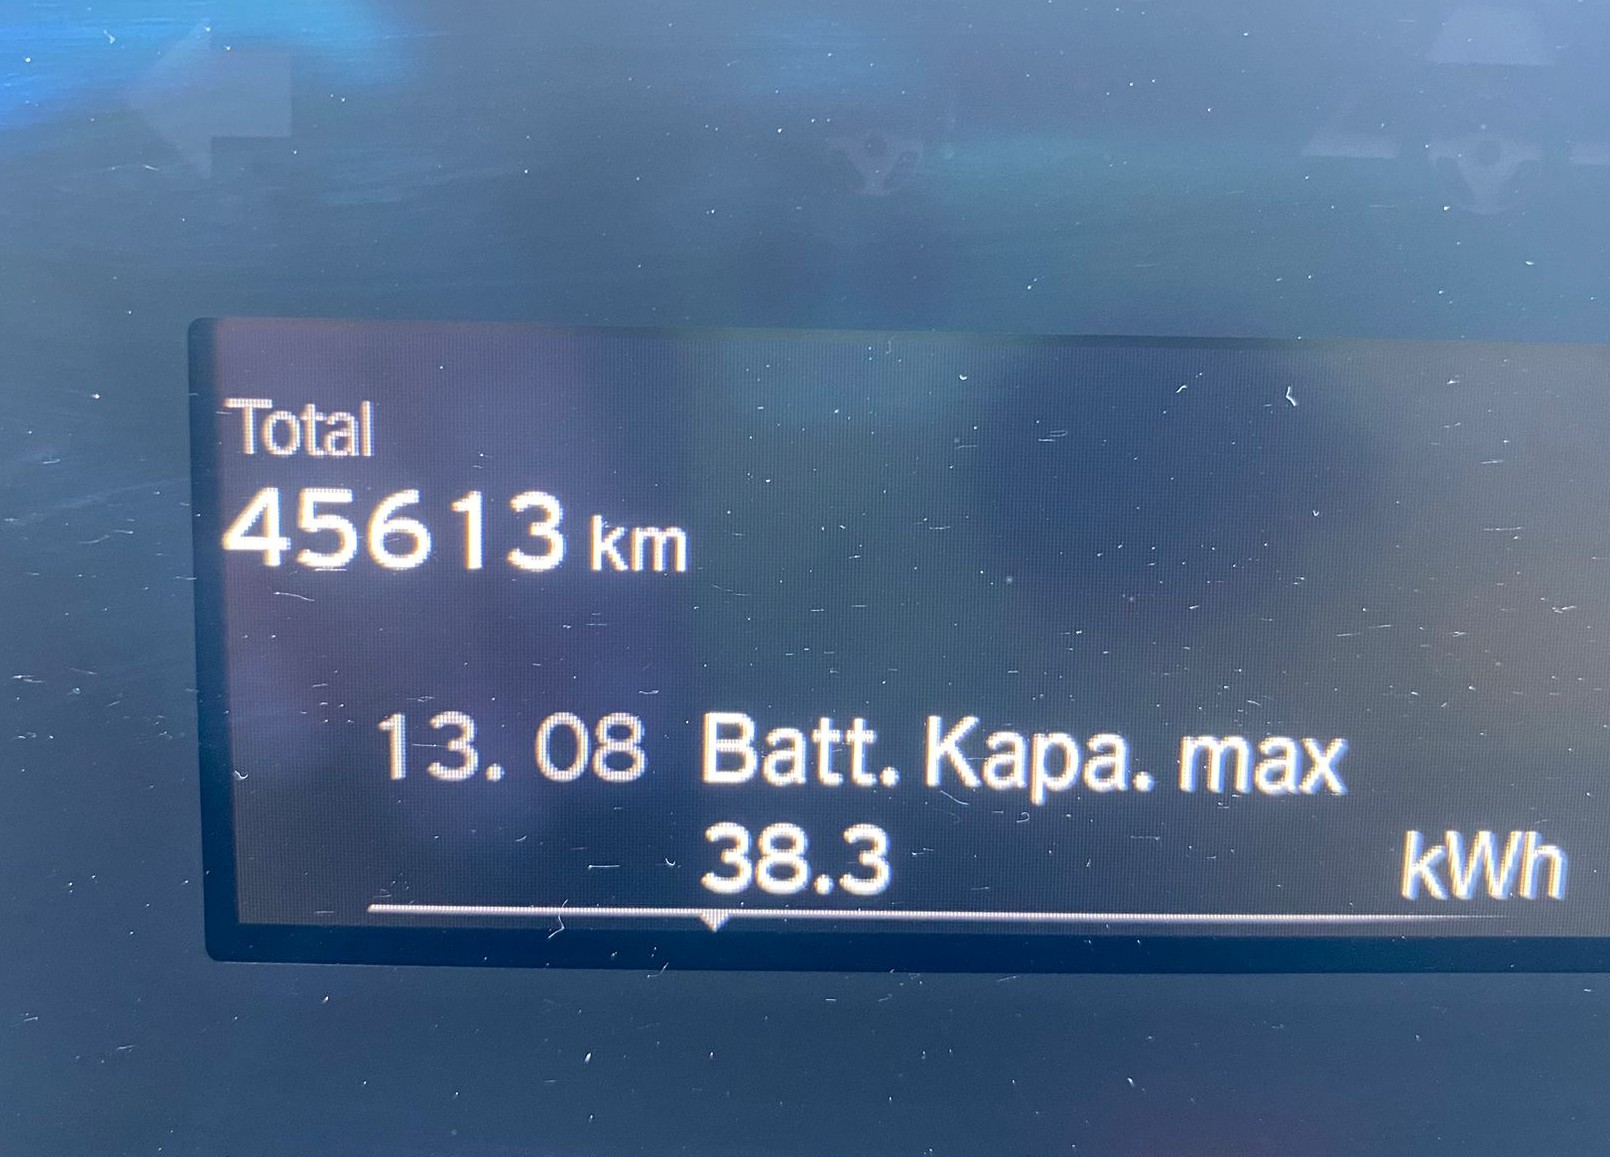 Total
45613 km
13. 08 Batt. Kapa. max
38.3 kWh